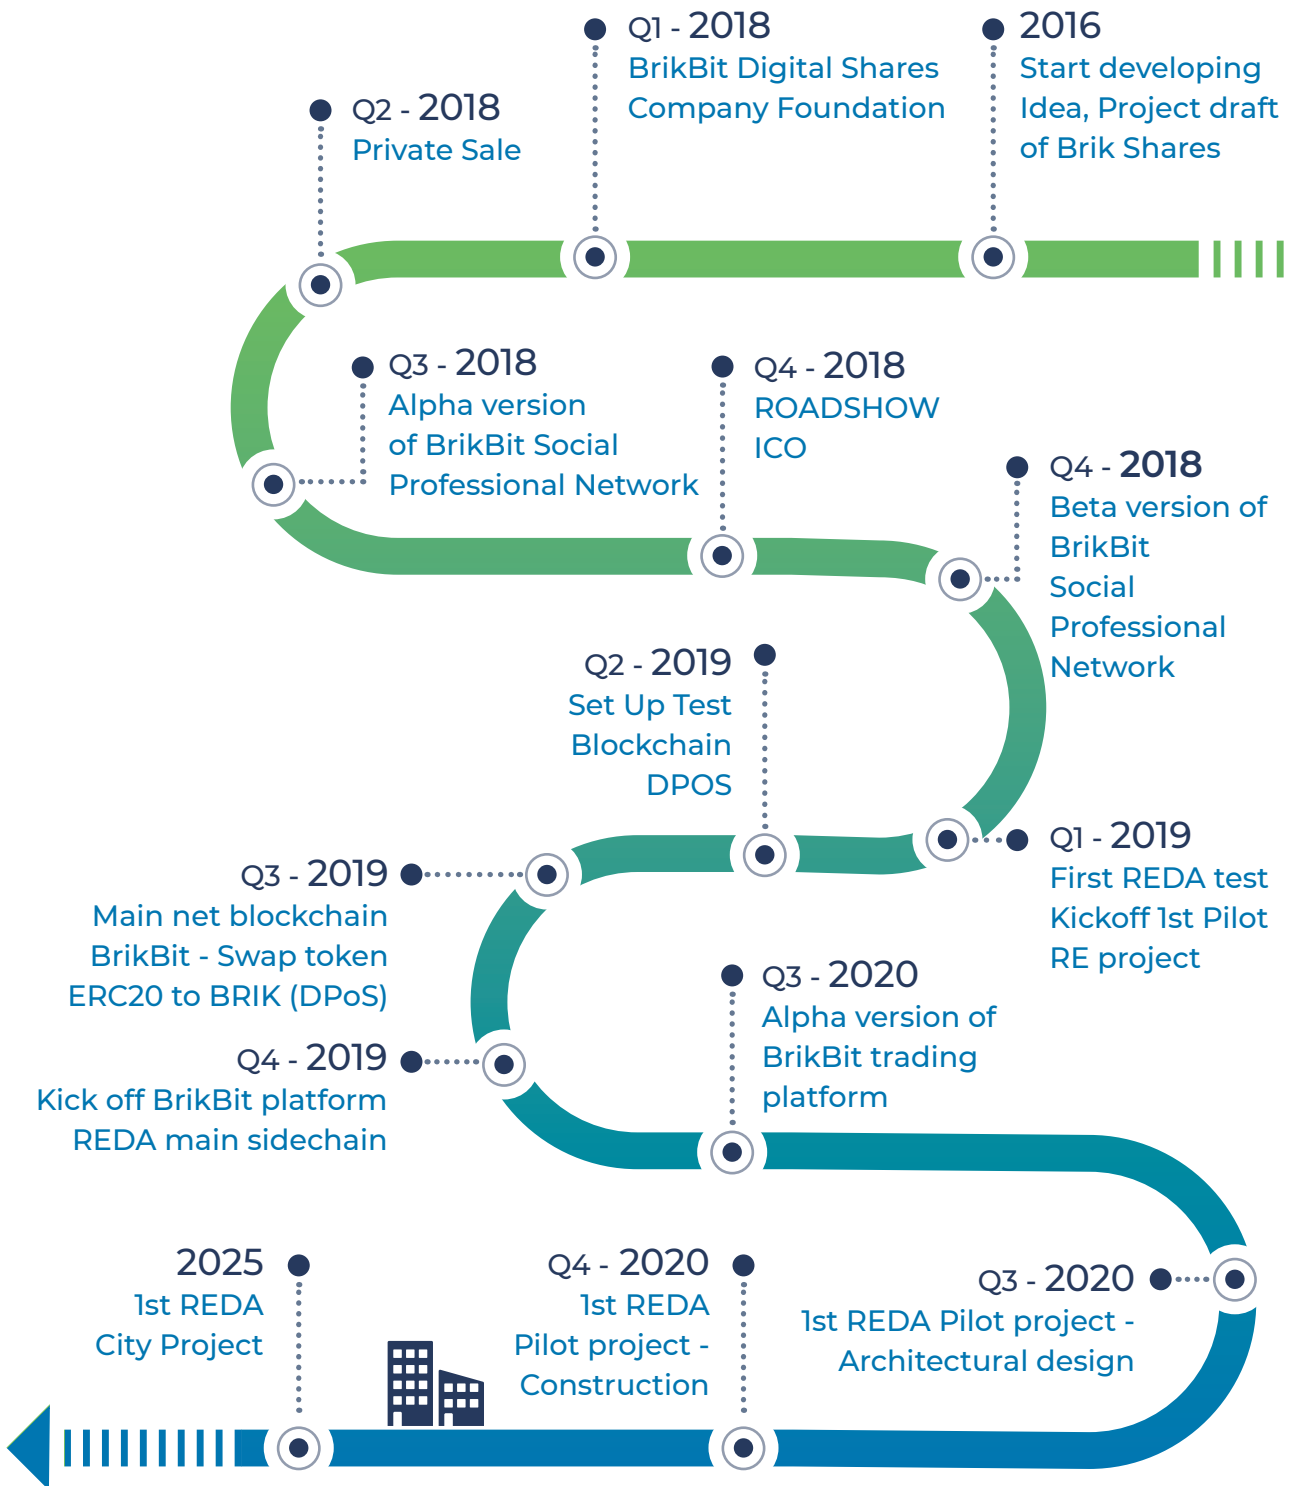 2016
Start developing
Idea, Project draft
of Brik Shares
Q1 - 2018
BrikBit Digital Shares
Company Foundation
Q2 - 2018
Private Sale
Q3 - 2018
Alpha version
of BrikBit Social
Professional Network
Q4 - 2018
ROADSHOW
ICO
Q4 - 2018
Beta version of
BrikBit
Social
Professional
Network
Q1 - 2019
First REDA test
Kickoff 1st Pilot
RE project
Q2 - 2019
Set Up Test
Blockchain
DPOS
Q3 - 2019
Main net blockchain
BrikBit - Swap token
ERC20 to BRIK (DPoS)
Q4 - 2019
Kick off BrikBit platform
REDA main sidechain
Q3 - 2020
Alpha version of
BrikBit trading
platform
Q3 - 2020
1st REDA Pilot project -
Architectural design
Q4 - 2020
1st REDA
Pilot project -
Construction
2025
1st REDA
City Project